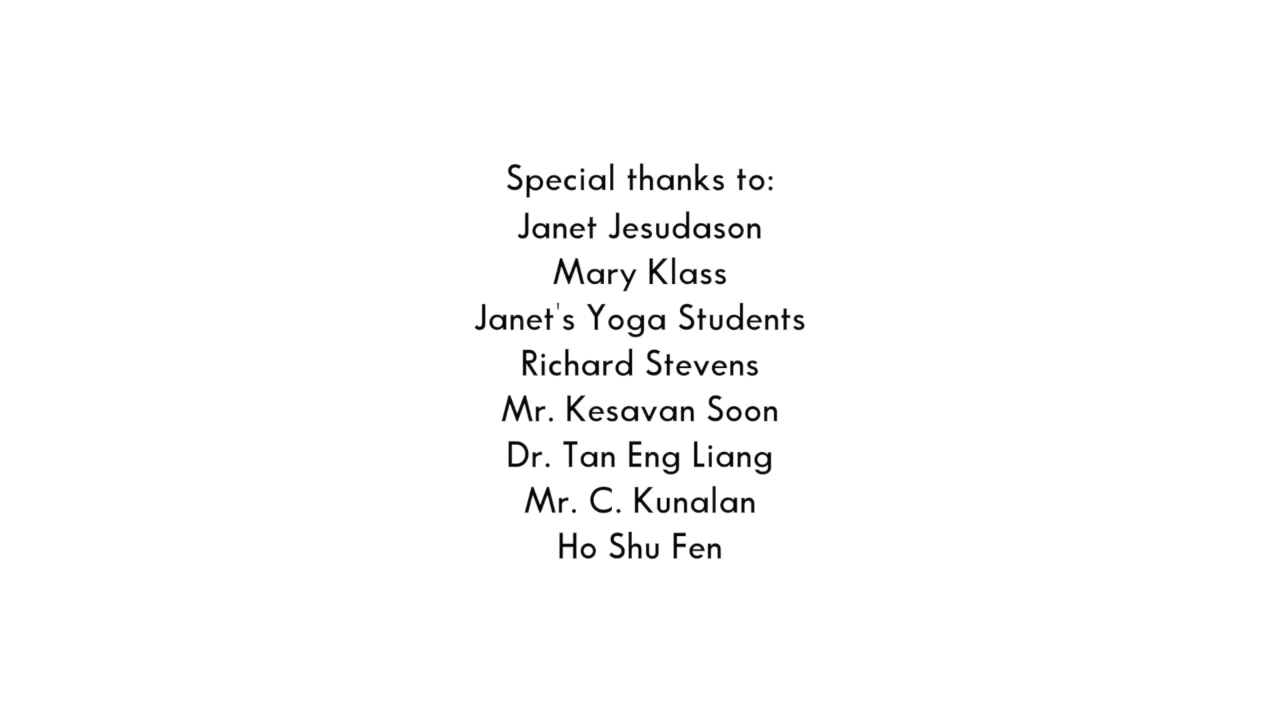 Special thanks to:
Janet Jesudason
Mary Klass
Janet's Yoga Students
Richard Stevens
Mr. Kesavan Soon
Dr. Tan Eng Liang
Mr. C. Kunalan
Ho Shu Fen